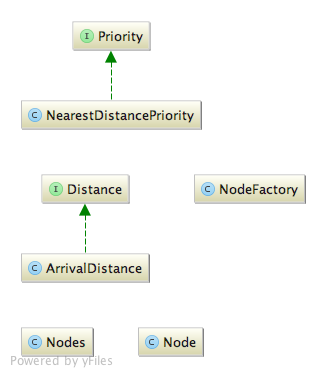 I Priority
C NearestDistancePriority
I Distance
C NodeFactory
C ArrivalDistance
C Nodes
C Node
Powered by yFiles